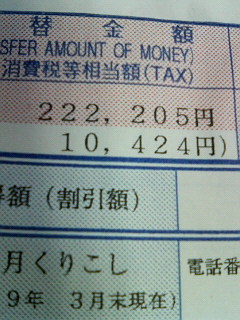 替 金 額
SFER AMOUNT OF MONEY)
消費税等相当額(TAX)
222, 205円
10, 424円)
額 (割引額)
月くりこし
9年 3月末現在)
電話番